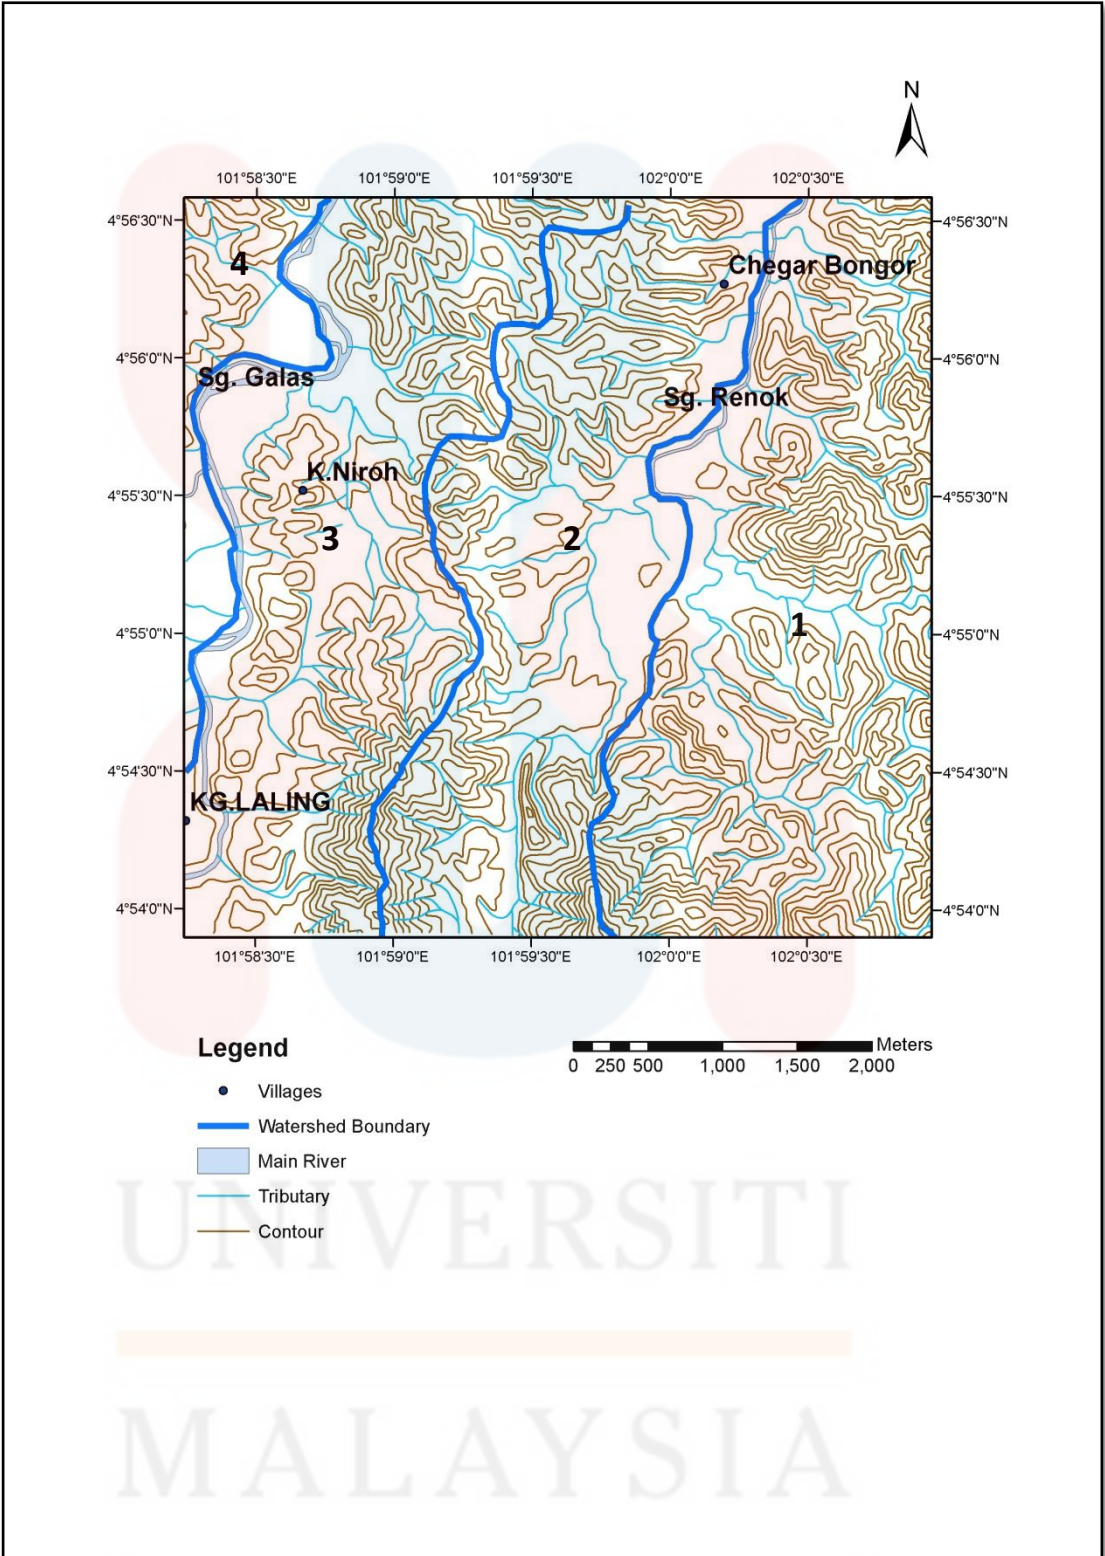 N
101°58'30"E 101°59'0"E 101°59'30"E 102°0'0"E 102°0'30"E
4°56'30"N 4°56'30"N
4
Chegar Bongor
4°56'0"N 4°56'0"N
Sg. Galas
Sg. Renok
K.Niroh
4°55'30"N 4°55'30"N
3 2
1
4°55'0"N 4°55'0"N
4°54'30"N 4°54'30"N
KG.LALING
4°54'0"N 4°54'0"N
101°58'30"E 101°59'0"E 101°59'30"E 102°0'0"E 102°0'30"E
Legend
Meters
0 250 500 1,000 1,500 2,000
Villages
Watershed Boundary
Main River
Tributary
Contour
UNIVERSITI
MALAYSIA